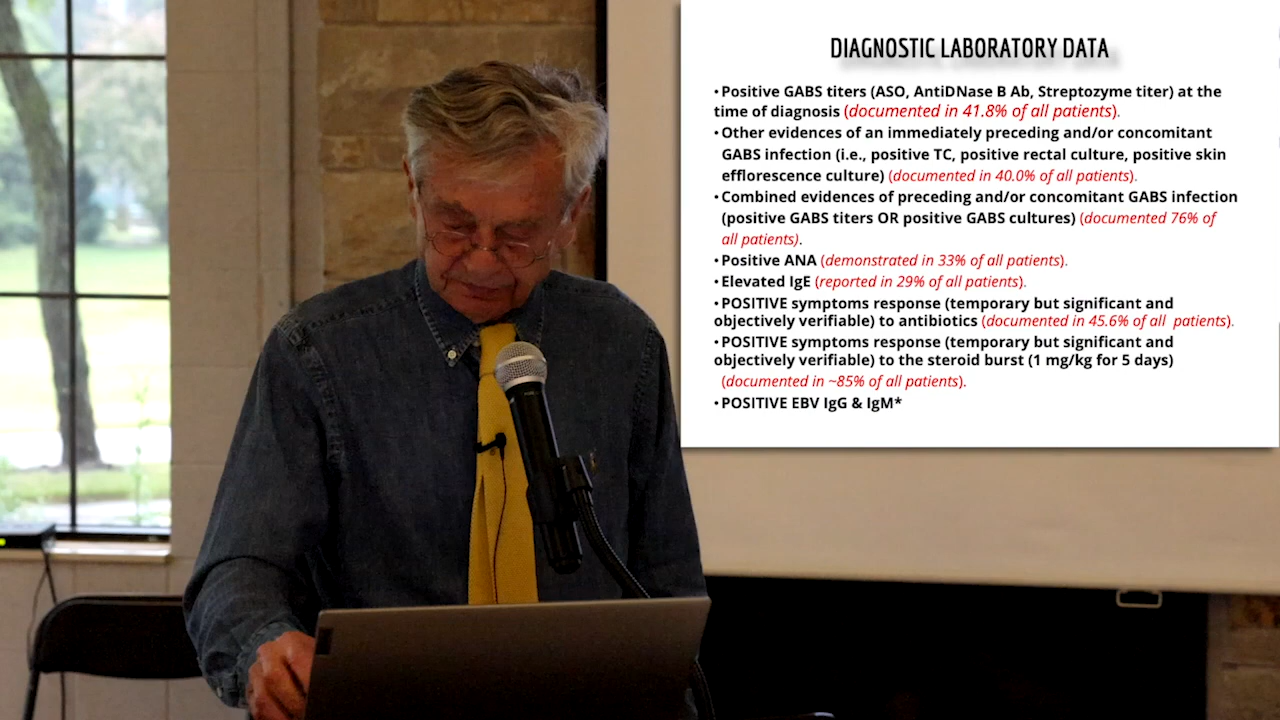 DIAGNOSTIC LABORATORY DATA
•Positive GABS titers (ASO, AntiDNase B Ab, Streptozyme titer) at the
time of diagnosis (documented in 41.8% of all patients).
•Other evidences of an immediately preceding and/or concomitant
GABS infection (i.e., positive TC, positive rectal culture, positive skin
efflorescence culture) (documented in 40.0% of all patients).
•Combined evidences of preceding and/or concomitant GABS infection
(positive GABS titers OR positive GABS cultures) (documented 76% of
all patients).
•Positive ANA (demonstrated in 33% of all patients).
•Elevated IgE (reported in 29% of all patients).
•POSITIVE symptoms response (temporary but significant and
objectively verifiable) to antibiotics (documented in 45.6% of all patients).
•POSITIVE symptoms response (temporary but significant and
objectively verifiable) to the steroid burst (1 mg/kg for 5 days)
(documented in ~85% of all patients).
•POSITIVE EBV IgG & IgM*